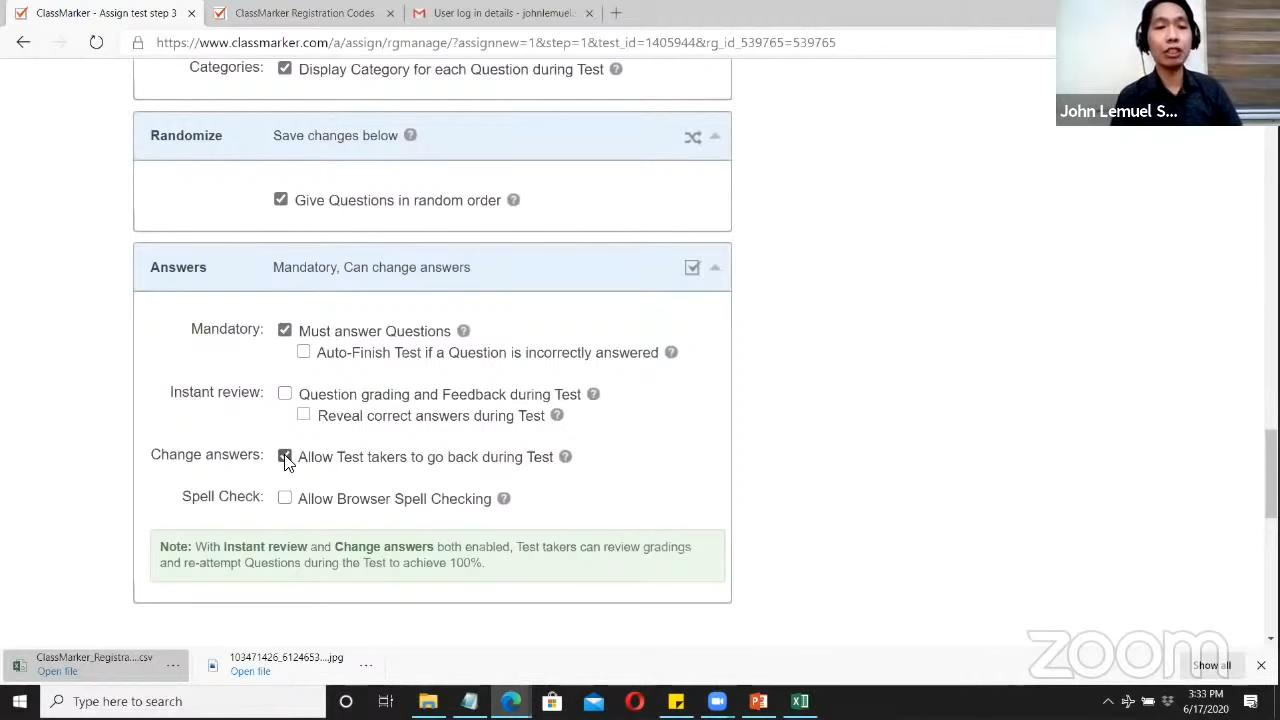 ClassMarker - Assign test step 3
ClassMarker Registration Codes
User log in details - johnlemuel
https://www.classmarker.com/a/assign/rgmanage/?assignnew=1&step=1&test_id=1405944&rg_id_539765=539765
John Lemuel S...
Categories: Display Category for each Question during Test ?
Randomize Save changes below ?
Give Questions in random order ?
Answers Mandatory, Can change answers
Mandatory: Must answer Questions ?
Auto-Finish Test if a Question is incorrectly answered ?
Instant review: Question grading and Feedback during Test ?
Reveal correct answers during Test ?
Change answers: Allow Test takers to go back during Test ?
Spell Check: Allow Browser Spell Checking ?
Note: With Instant review and Change answers both enabled, Test takers can review gradings
and re-attempt Questions during the Test to achieve 100%.
zoom
ClassMarker_Registra....csv
Open file
103471426_6124653....jpg
Open file
Show all
Type here to search
3:33 PM
6/17/2020